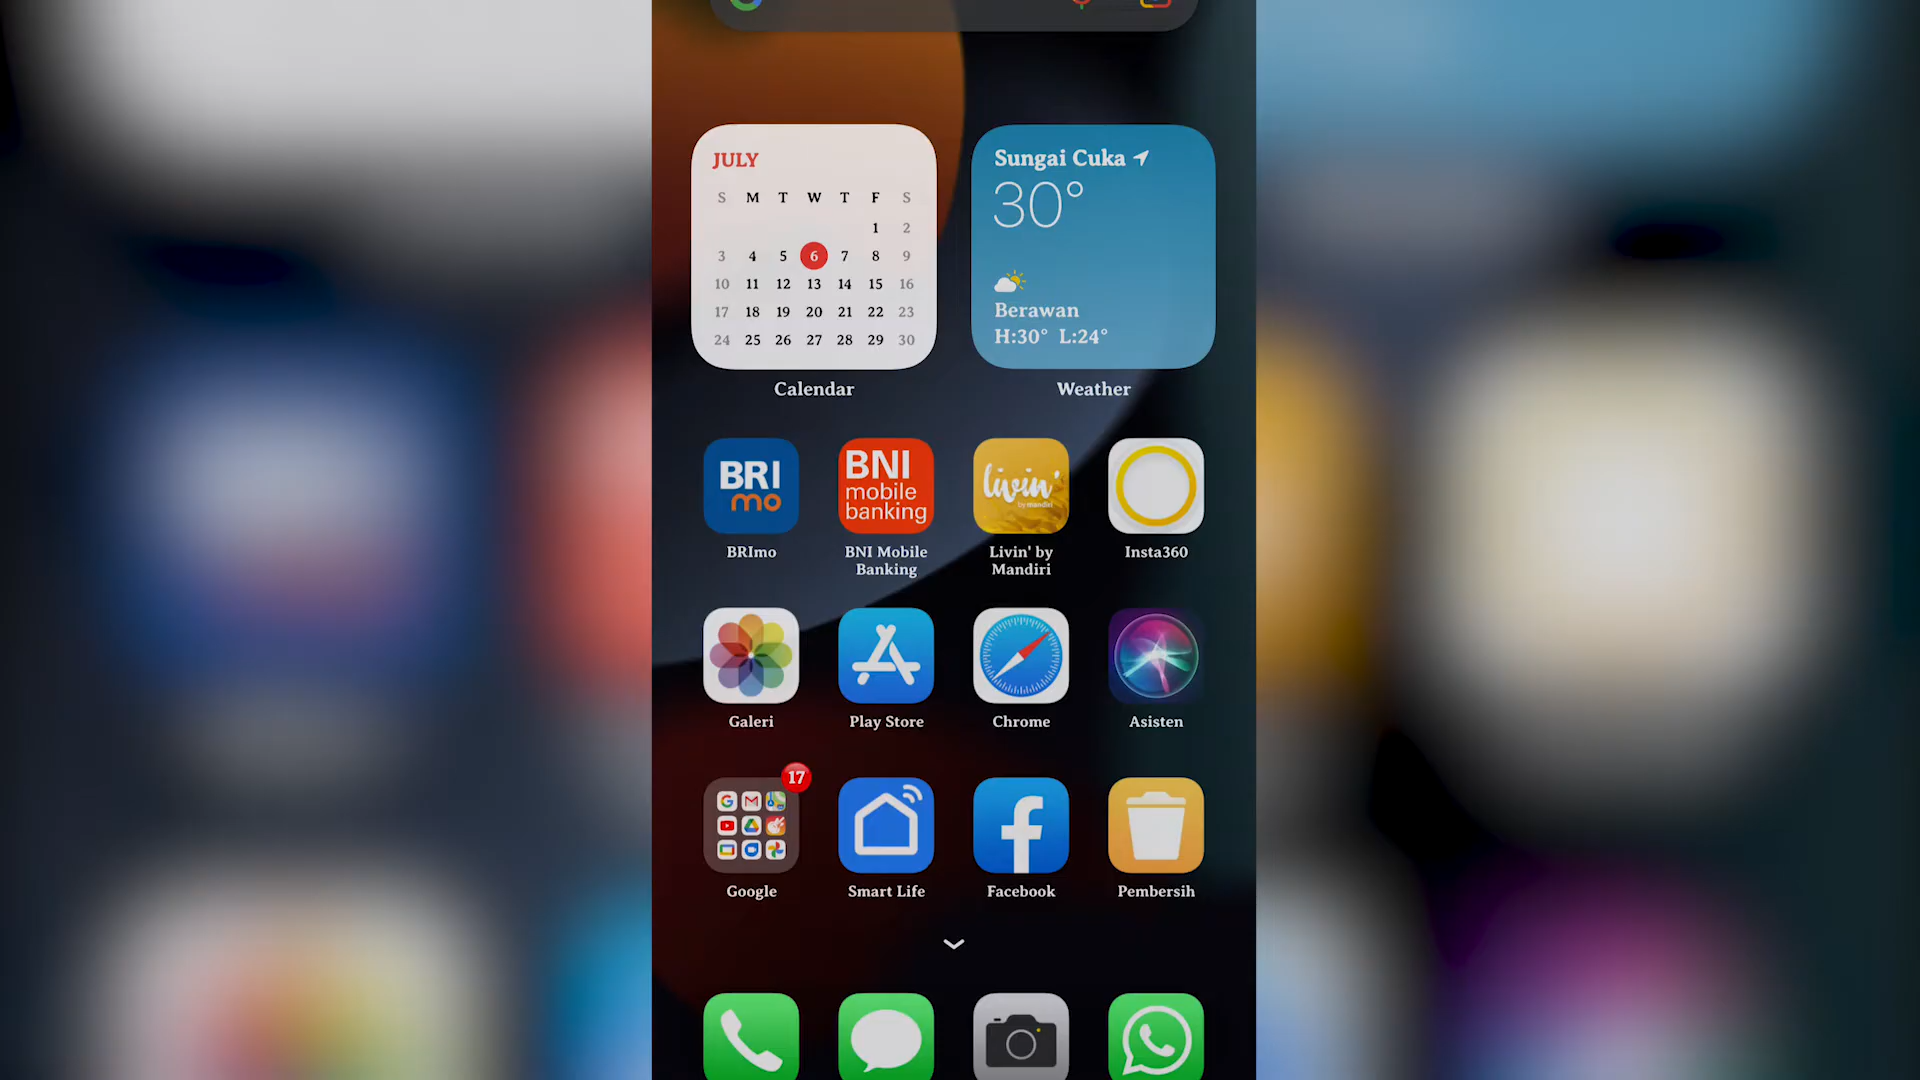 JULY
S M T W T F S
1 2
3 4 5 6 7 8 9
10 11 12 13 14 15 16
17 18 19 20 21 22 23
24 25 26 27 28 29 30
Calendar
Sungai Cuka
30°
Berawan
H:30° L:24°
Weather
BRI
mo
BRImo
BNI
mobile
banking
BNI Mobile
Banking
livin'
by mandiri
Livin' by
Mandiri
Insta360
Galeri
Play Store
Chrome
Asisten
17
Google
Smart Life
Facebook
Pembersih